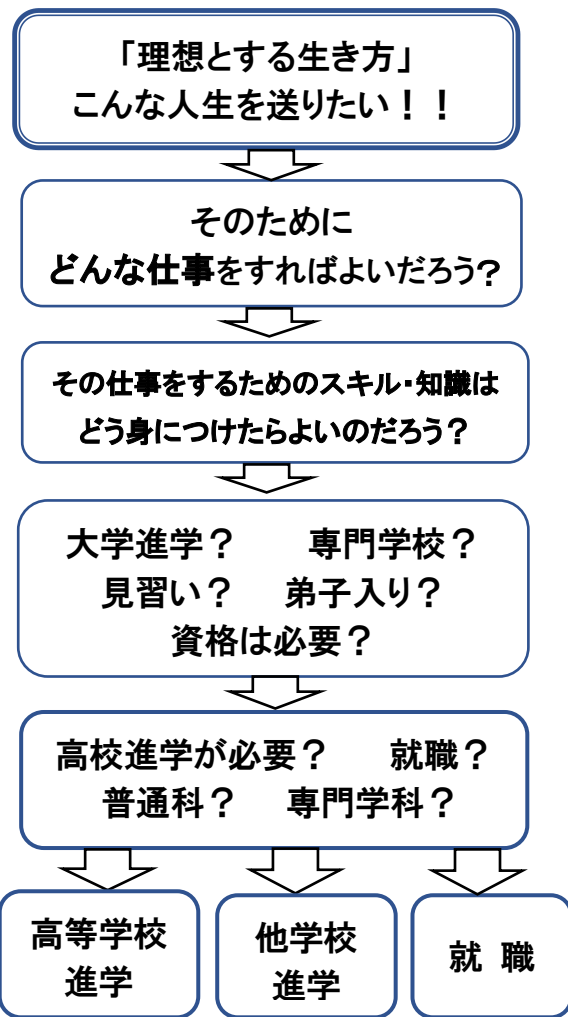 「理想とする生き方」
こんな人生を送りたい！！
そのために
どんな仕事をすればよいだろう？
その仕事をするためのスキル・知識は
どう身につけたらよいのだろう？
大学進学？　専門学校？
見習い？　弟子入り？
資格は必要？
高校進学が必要？　就職？
普通科？　専門学科？
高等学校
進学
他学校
進学
就 職